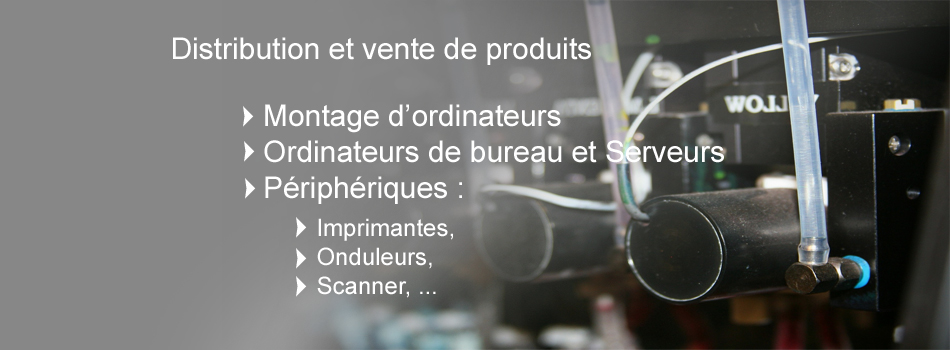 Distribution et vente de produits
Montage d’ordinateurs
Ordinateurs de bureau et Serveurs
Périphériques :
Imprimantes,
Onduleurs,
Scanner, ...